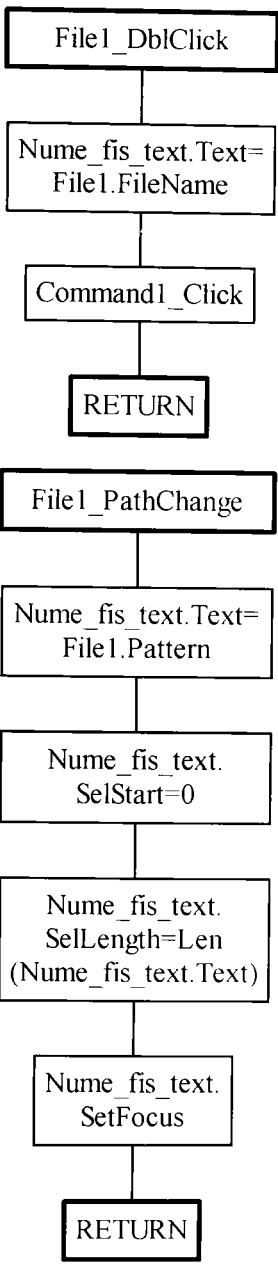 File1_DblClick
Nume_fis_text.Text=
File1.FileName
Command1_Click
RETURN
File1_PathChange
Nume_fis_text.Text=
File1.Pattern
Nume_fis_text.
SelStart=0
Nume_fis_text.
SelLength=Len
(Nume_fis_text.Text)
Nume_fis_text.
SetFocus
RETURN